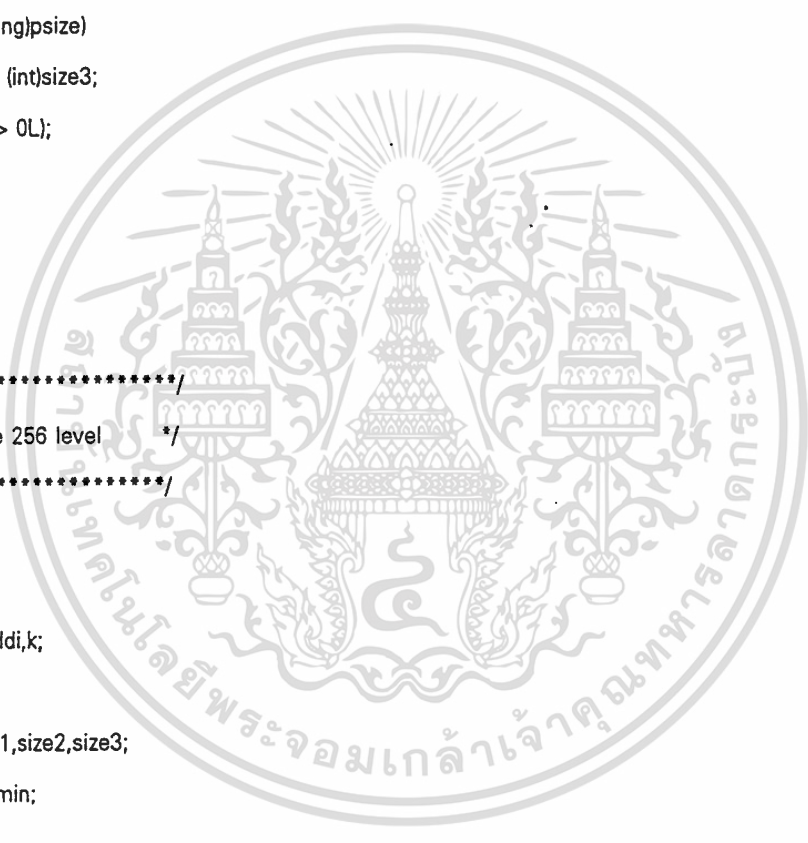 ng)psize)
(int)size3;
> 0L);
***************/
e 256 level */
**************/
ddi,k;
1,size2,size3;
min;
สถาบันเทคโนโลยีพระจอมเกล้าเจ้าคุณทหารลาดกระบัง